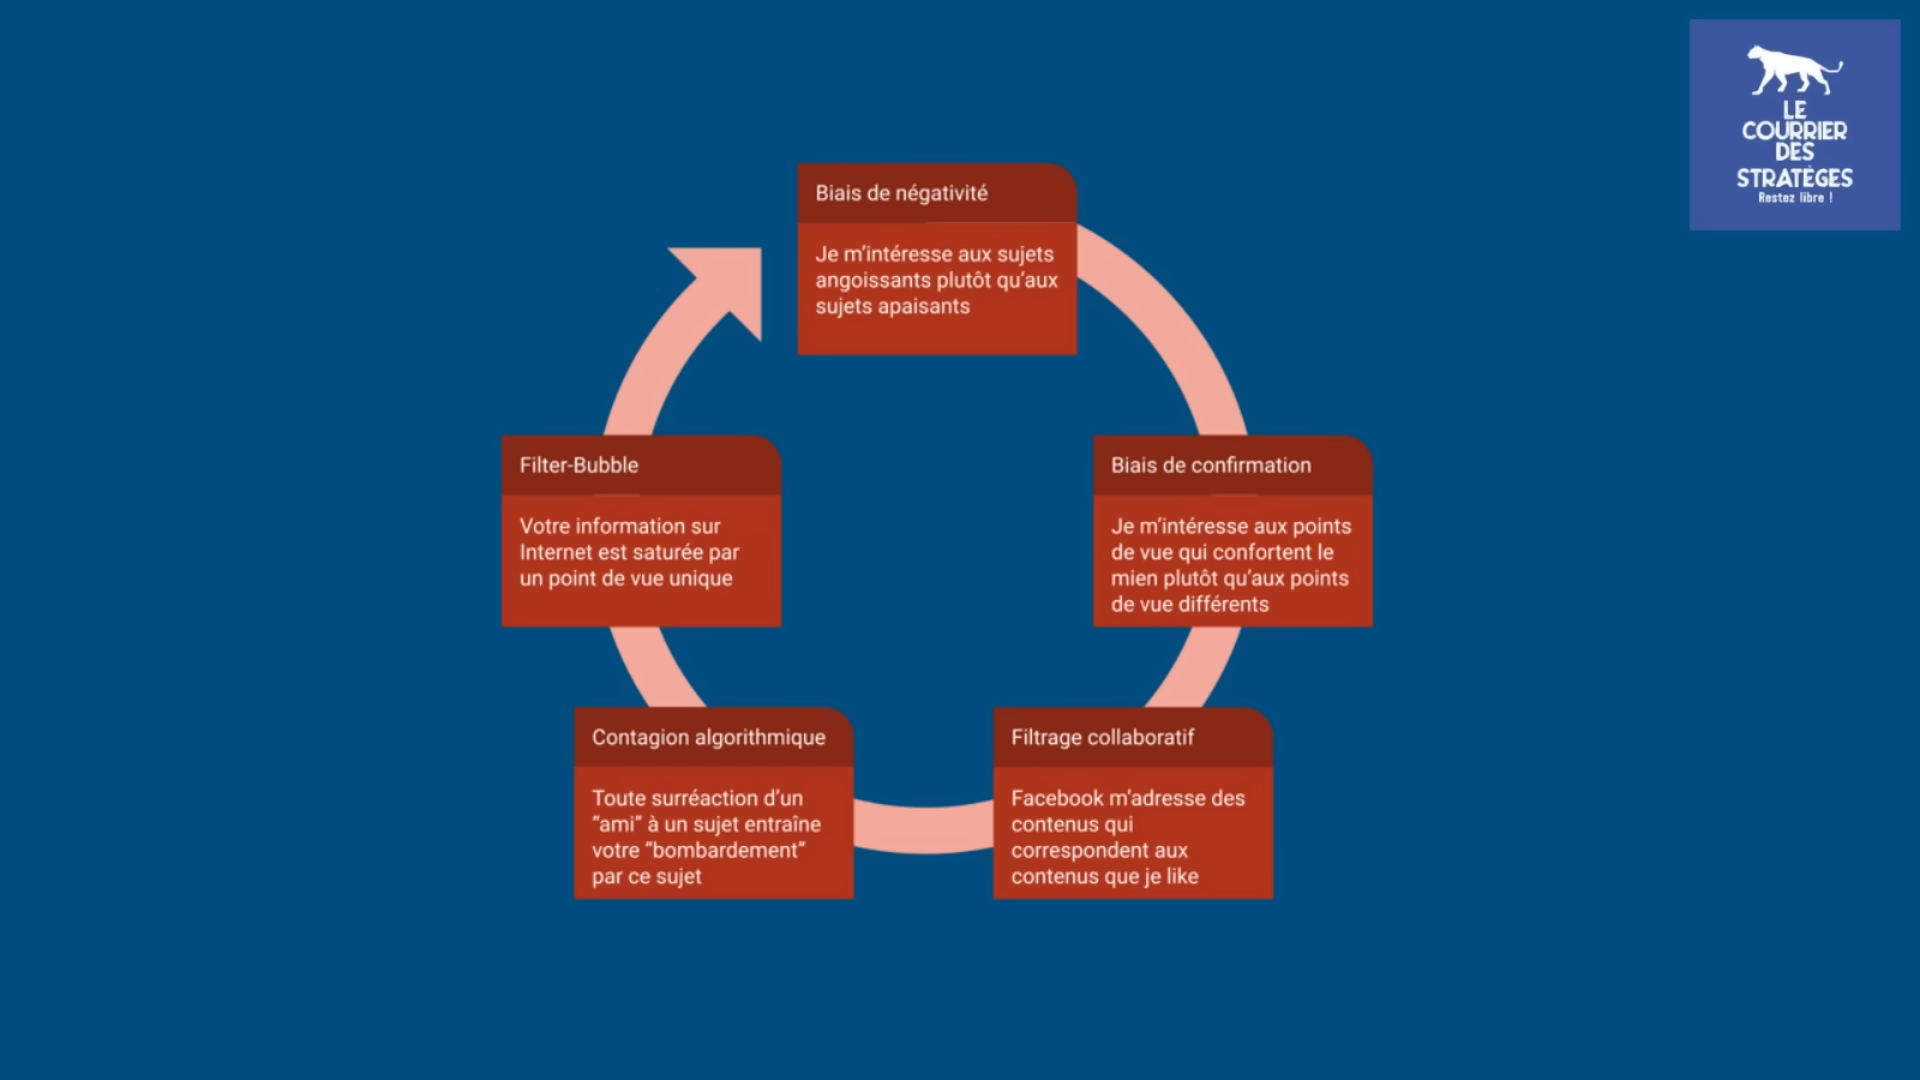 LE
COURRIER
DES
STRATÈGES
Restez libre !
Biais de négativité
Je m’intéresse aux sujets
angoissants plutôt qu’aux
sujets apaisants
Biais de confirmation
Je m’intéresse aux points
de vue qui confortent le
mien plutôt qu’aux points
de vue différents
Filtrage collaboratif
Facebook m’adresse des
contenus qui
correspondent aux
contenus que je like
Contagion algorithmique
Toute surréaction d’un
“ami” à un sujet entraîne
votre “bombardement”
par ce sujet
Filter-Bubble
Votre information sur
Internet est saturée par
un point de vue unique